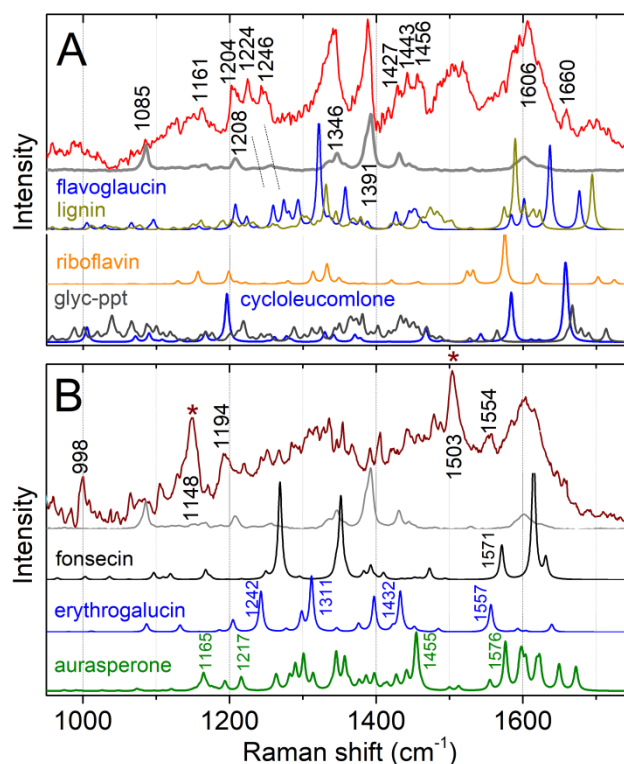 A
1085
1161
1204
1224
1246
1208
1346
1391
1427
1443
1456
1606
1660
Intensity
flavoglaucin
lignin
riboflavin
glyc-ppt
cycloleucomlone
B
998
*
1148
1194
*
1503
1554
Intensity
fonsecin
1571
erythrogalucin
1242
1311
1432
1557
aurasperone
1165
1217
1455
1576
1000 1200 1400 1600
Raman shift (cm⁻¹)